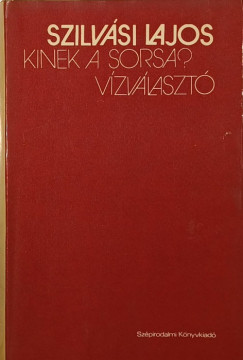 SZILVÁSI LAJOS
KINEK A SORSA?
VÍZVÁLASZTÓ
Szépirodalmi Könyvkiadó